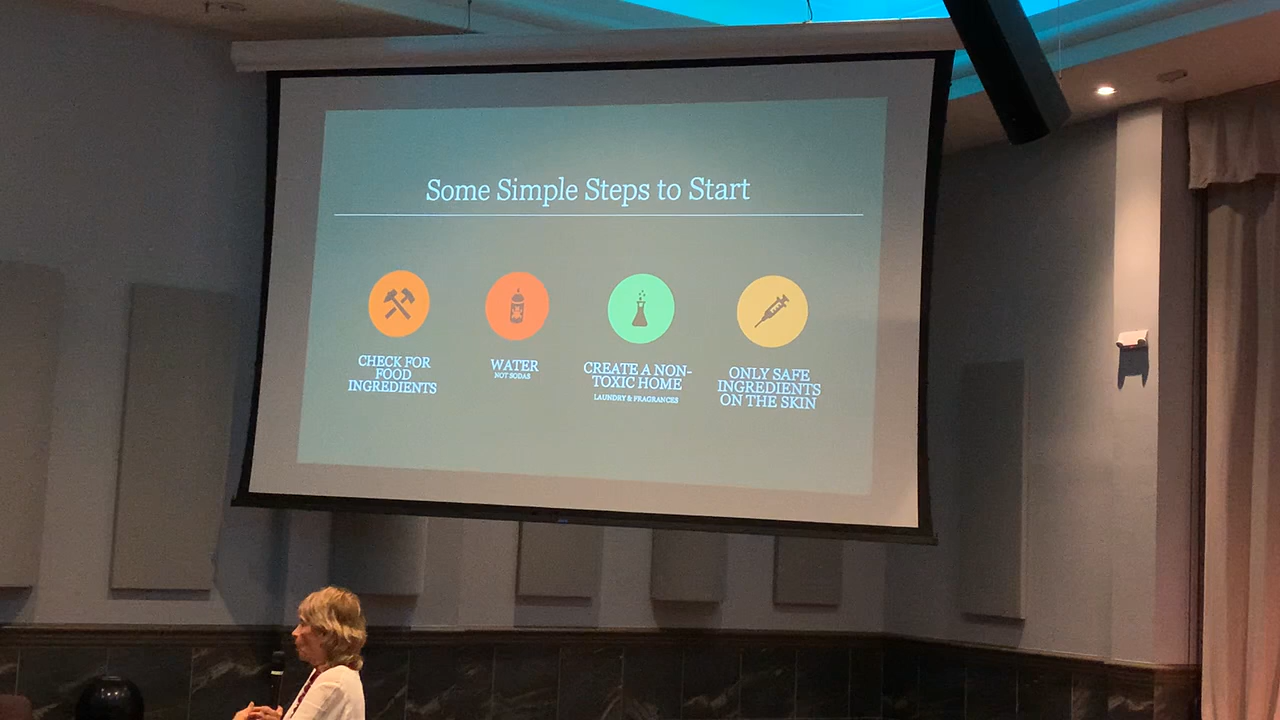 Some Simple Steps to Start
CHECK FOR
FOOD
INGREDIENTS
WATER
NOT SODAS
CREATE A NON-
TOXIC HOME
LAUNDRY & FRAGRANCES
ONLY SAFE
INGREDIENTS
ON THE SKIN